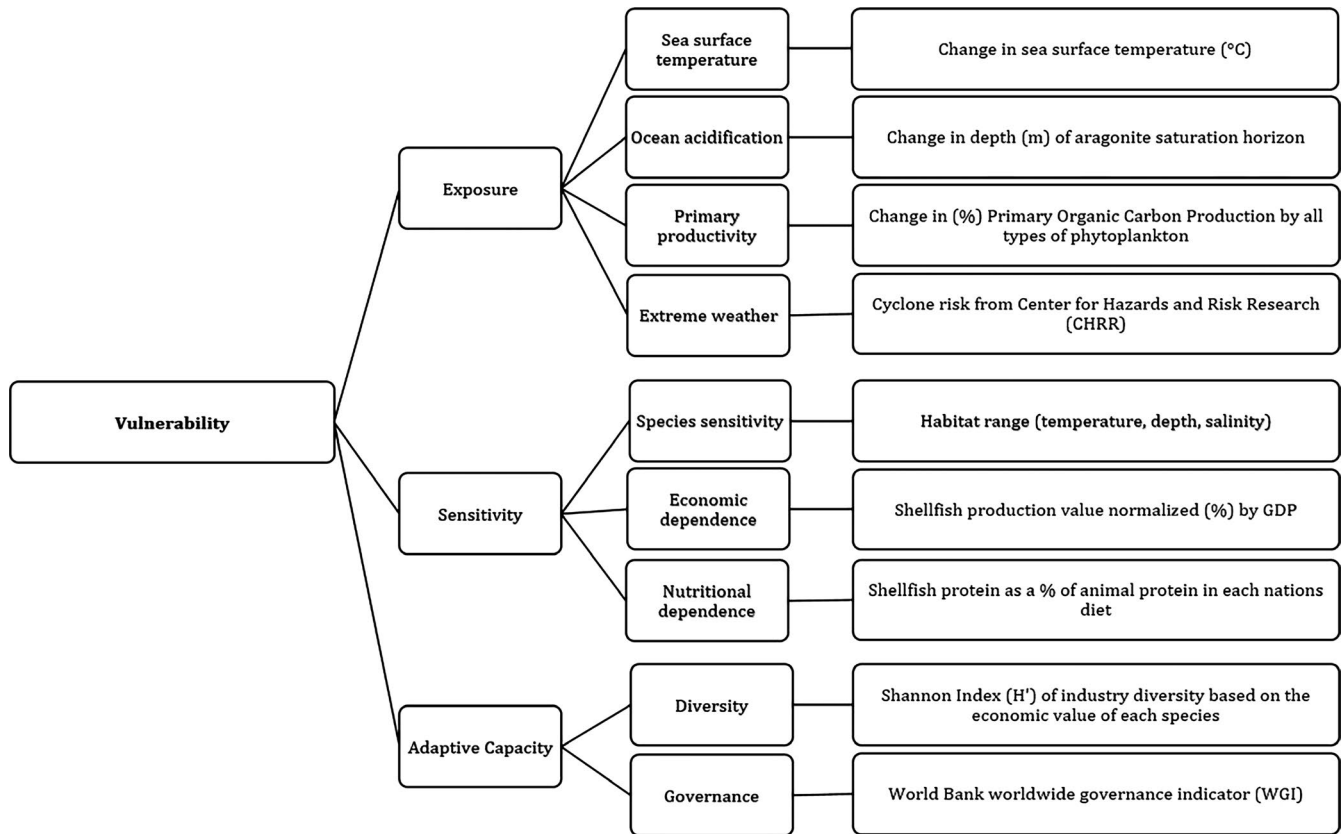 Vulnerability
Exposure
Sea surface
temperature
Change in sea surface temperature (°C)
Ocean acidification
Change in depth (m) of aragonite saturation horizon
Primary
productivity
Change in (%) Primary Organic Carbon Production by all
types of phytoplankton
Extreme weather
Cyclone risk from Center for Hazards and Risk Research
(CHRR)
Sensitivity
Species sensitivity
Habitat range (temperature, depth, salinity)
Economic
dependence
Shellfish production value normalized (%) by GDP
Nutritional
dependence
Shellfish protein as a % of animal protein in each nations
diet
Adaptive Capacity
Diversity
Shannon Index (H′) of industry diversity based on the
economic value of each species
Governance
World Bank worldwide governance indicator (WGI)